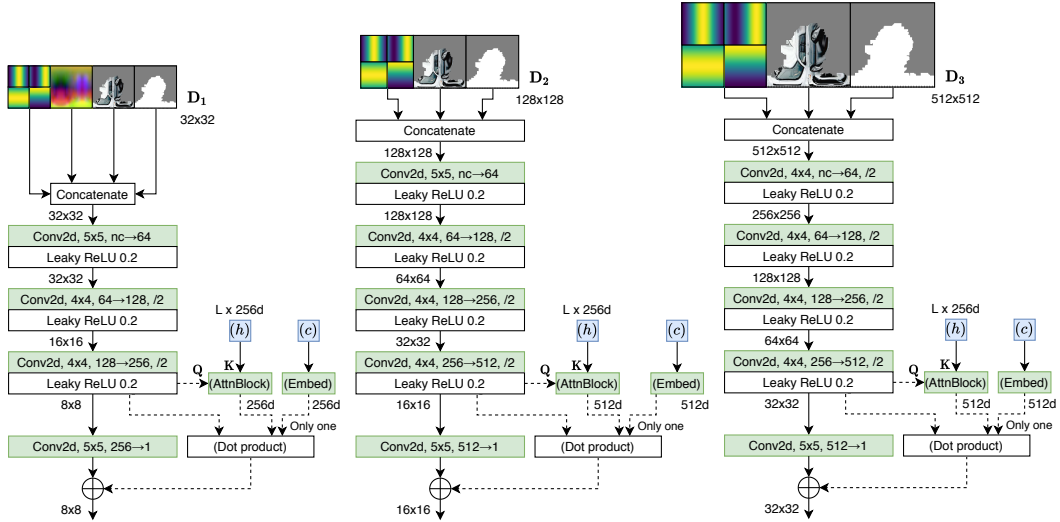 D₁
32x32
Concatenate
32x32
Conv2d, 5x5, nc→64
Leaky ReLU 0.2
32x32
Conv2d, 4x4, 64→128, /2
Leaky ReLU 0.2
16x16
L x 256d
(h)
(c)
Conv2d, 4x4, 128→256, /2
Leaky ReLU 0.2
Q
K
(AttnBlock)
(Embed)
8x8
256d
256d
Only one
Conv2d, 5x5, 256→1
(Dot product)
8x8
D₂
128x128
Concatenate
128x128
Conv2d, 5x5, nc→64
Leaky ReLU 0.2
128x128
Conv2d, 4x4, 64→128, /2
Leaky ReLU 0.2
64x64
Conv2d, 4x4, 128→256, /2
Leaky ReLU 0.2
L x 256d
(h)
(c)
32x32
Conv2d, 4x4, 256→512, /2
Leaky ReLU 0.2
Q
K
(AttnBlock)
(Embed)
16x16
512d
512d
Only one
Conv2d, 5x5, 512→1
(Dot product)
16x16
D₃
512x512
Concatenate
512x512
Conv2d, 4x4, nc→64, /2
Leaky ReLU 0.2
256x256
Conv2d, 4x4, 64→128, /2
Leaky ReLU 0.2
128x128
Conv2d, 4x4, 128→256, /2
Leaky ReLU 0.2
L x 256d
(h)
(c)
64x64
Conv2d, 4x4, 256→512, /2
Leaky ReLU 0.2
Q
K
(AttnBlock)
(Embed)
32x32
512d
512d
Only one
Conv2d, 5x5, 512→1
(Dot product)
32x32